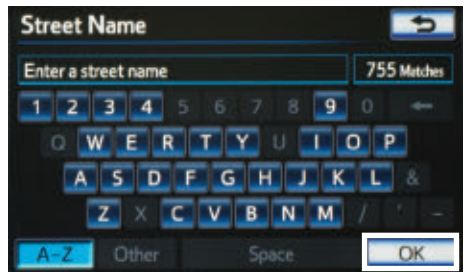 Street Name
Enter a street name 755 Matches
1 2 3 4 5 6 7 8 9 0
Q W E R T Y U I O P
A S D F G H J K L &
Z X C V B N M / ' -
A-Z Other Space OK